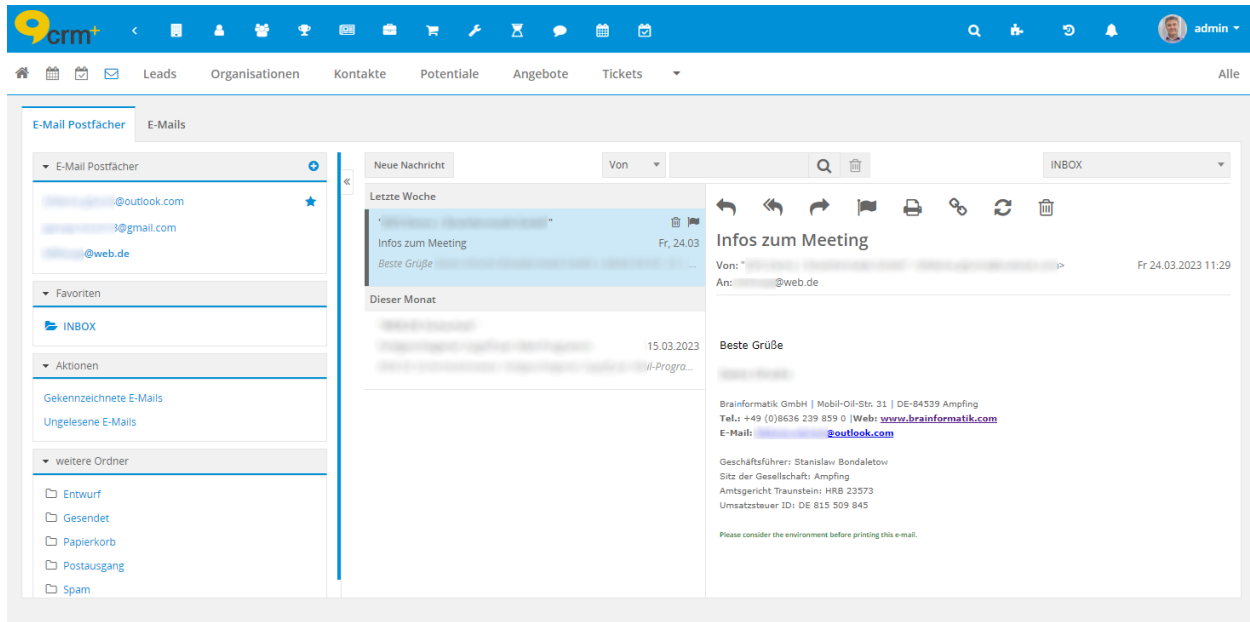 crm+
admin
Leads Organisationen Kontakte Potentiale Angebote Tickets Alle
E-Mail Postfächer E-Mails
E-Mail Postfächer
@outlook.com
@gmail.com
@web.de
Favoriten
INBOX
Aktionen
Gekennzeichnete E-Mails
Ungelesene E-Mails
weitere Ordner
Entwurf
Gesendet
Papierkorb
Postausgang
Spam
Neue Nachricht Von INBOX
Letzte Woche
Infos zum Meeting Fr, 24.03
Beste Grüße
Dieser Monat
15.03.2023
il-Progra...
Infos zum Meeting
Von: " Fr 24.03.2023 11:29
An: @web.de
Beste Grüße
Brainformatik GmbH | Mobil-Oil-Str. 31 | DE-84539 Ampfing
Tel.: +49 (0)8636 239 859 0 |Web: www.brainformatik.com
E-Mail: @outlook.com
Geschäftsführer: Stanislaw Bondaletow
Sitz der Gesellschaft: Ampfing
Amtsgericht Traunstein: HRB 23573
Umsatzsteuer ID: DE 815 509 845
Please consider the environment before printing this e-mail.